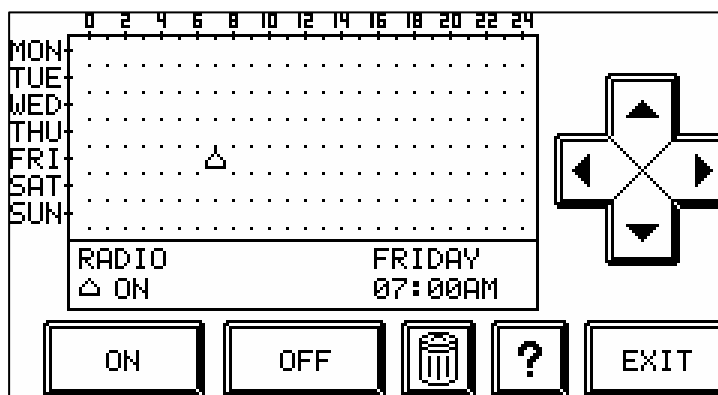 0 2 4 6 8 10 12 14 16 18 20 22 24
MON
TUE
WED
THU
FRI
SAT
SUN
RADIO FRIDAY
ON 07:00AM
ON OFF ? EXIT